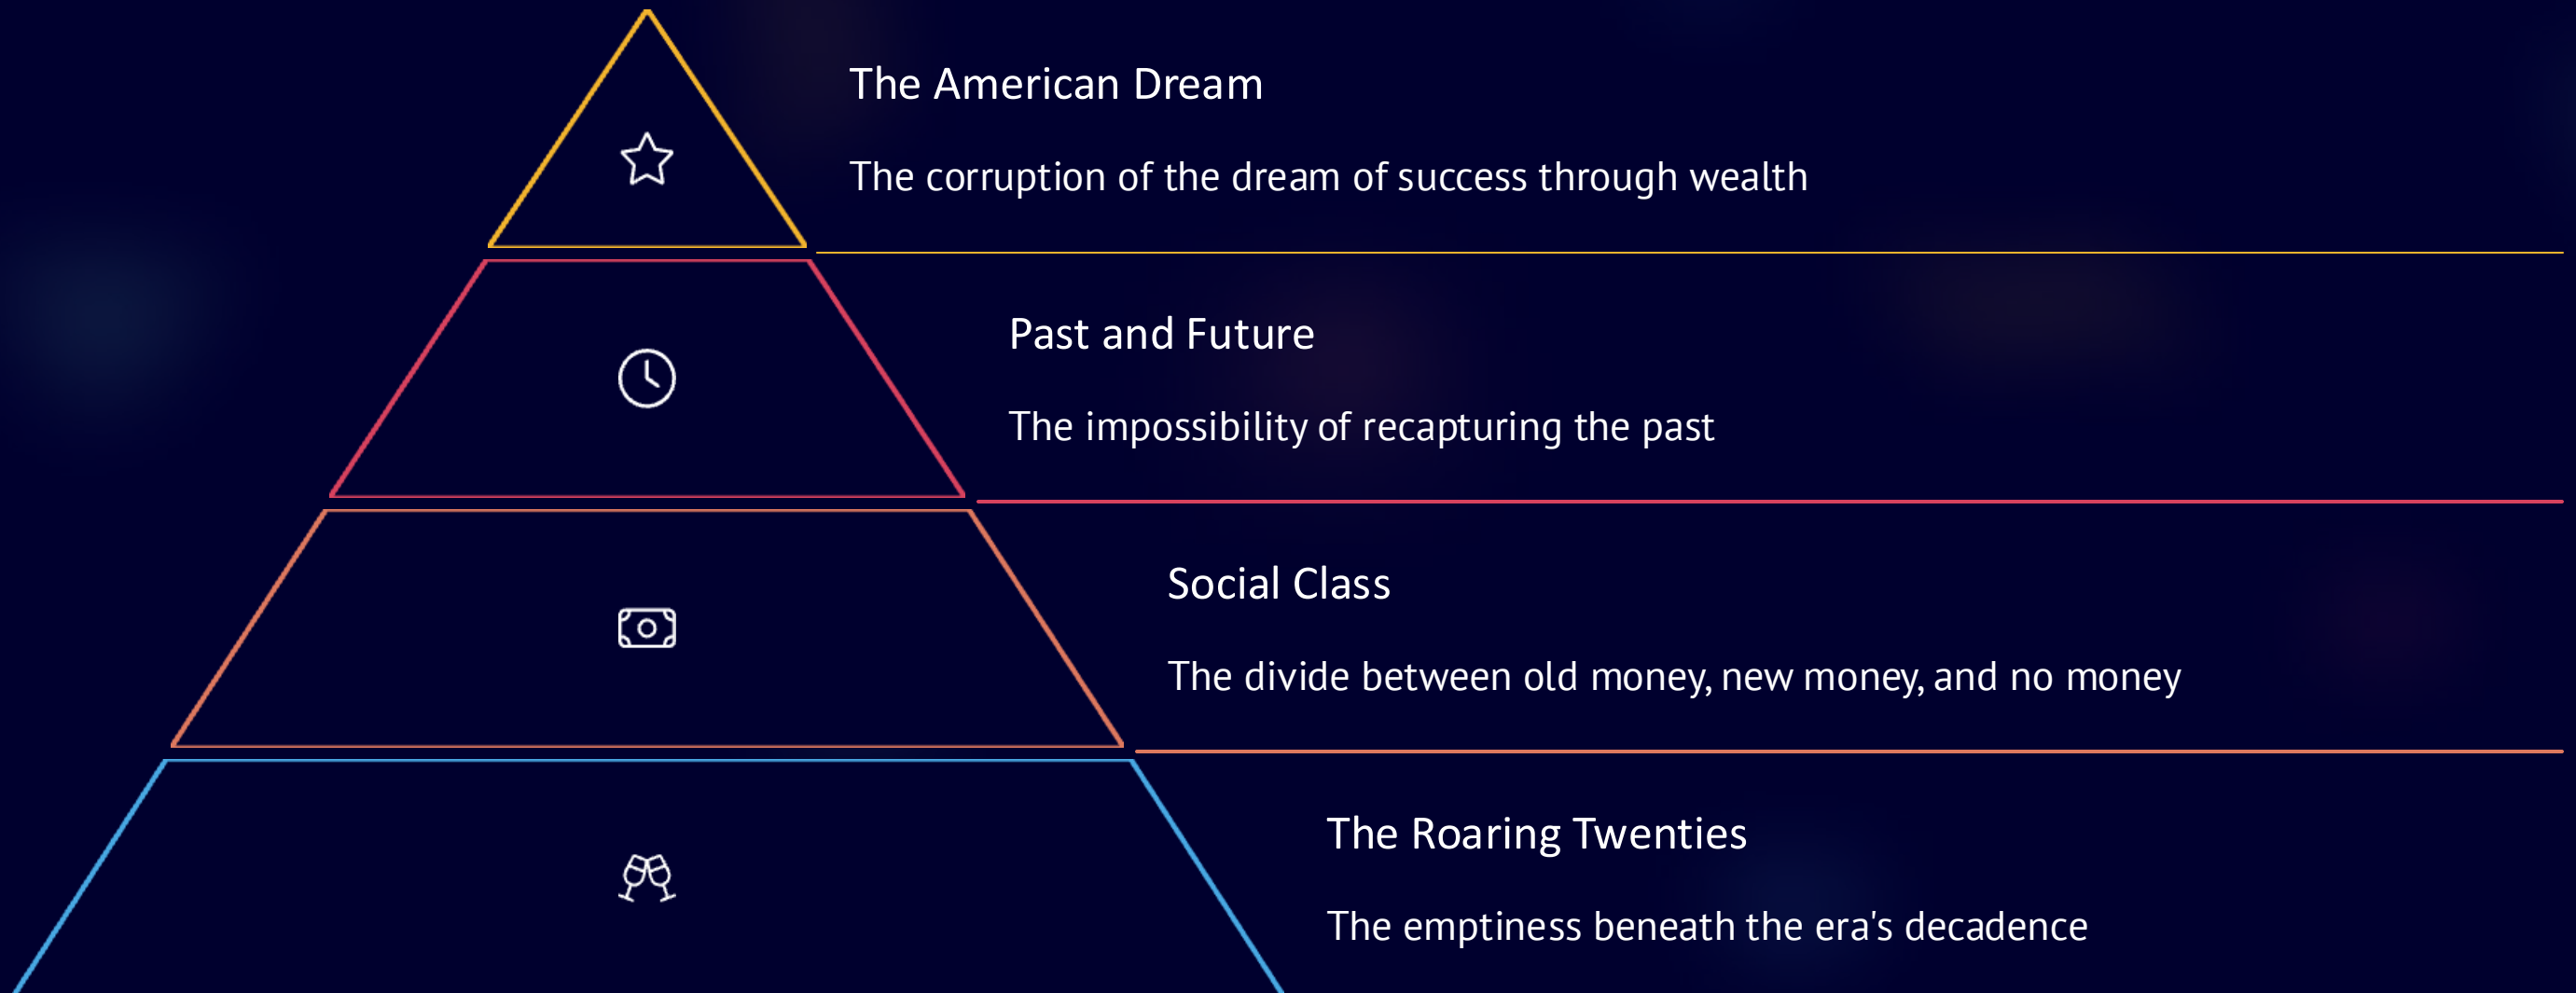 The American Dream
The corruption of the dream of success through wealth
Past and Future
The impossibility of recapturing the past
Social Class
The divide between old money, new money, and no money
The Roaring Twenties
The emptiness beneath the era's decadence